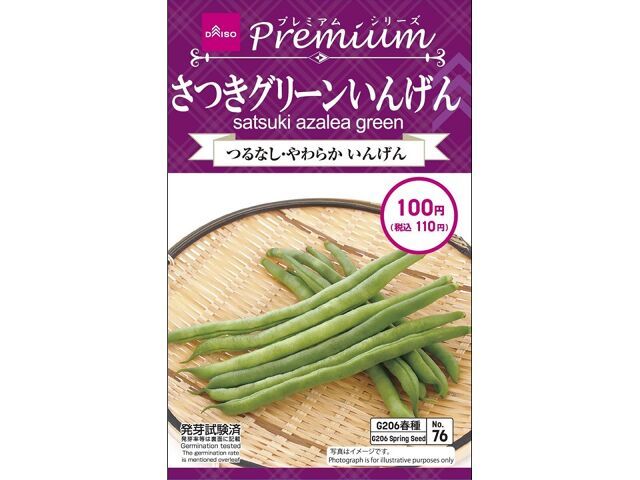 DAISO
プレミアム シリーズ
Premium
さつきグリーンいんげん
satsuki azalea green
つるなし・やわらか いんげん
100円
(税込 110円)
発芽試験済
発芽率等は裏面に記載
Germination tested
The germination rate
is mentioned overleaf
G206春種
G206 Spring Seed
No.
76
写真はイメージです。
Photograph is for illustrative purposes only